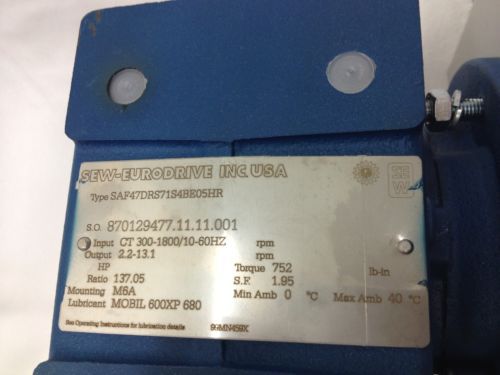 SEW-EURODRIVE INC. USA
SEW
Type SAF47DRS71S4BE05HR
S.O. 870129477.11.11.001
Input CT 300-1800/10-60HZ rpm
Output 2.2-13.1 rpm
HP Torque 752 lb-in
Ratio 137.05 S.F. 1.95
Mounting M6A Min Amb 0 °C Max Amb 40 °C
Lubricant MOBIL 600XP 680
See Operating Instructions for lubrication details